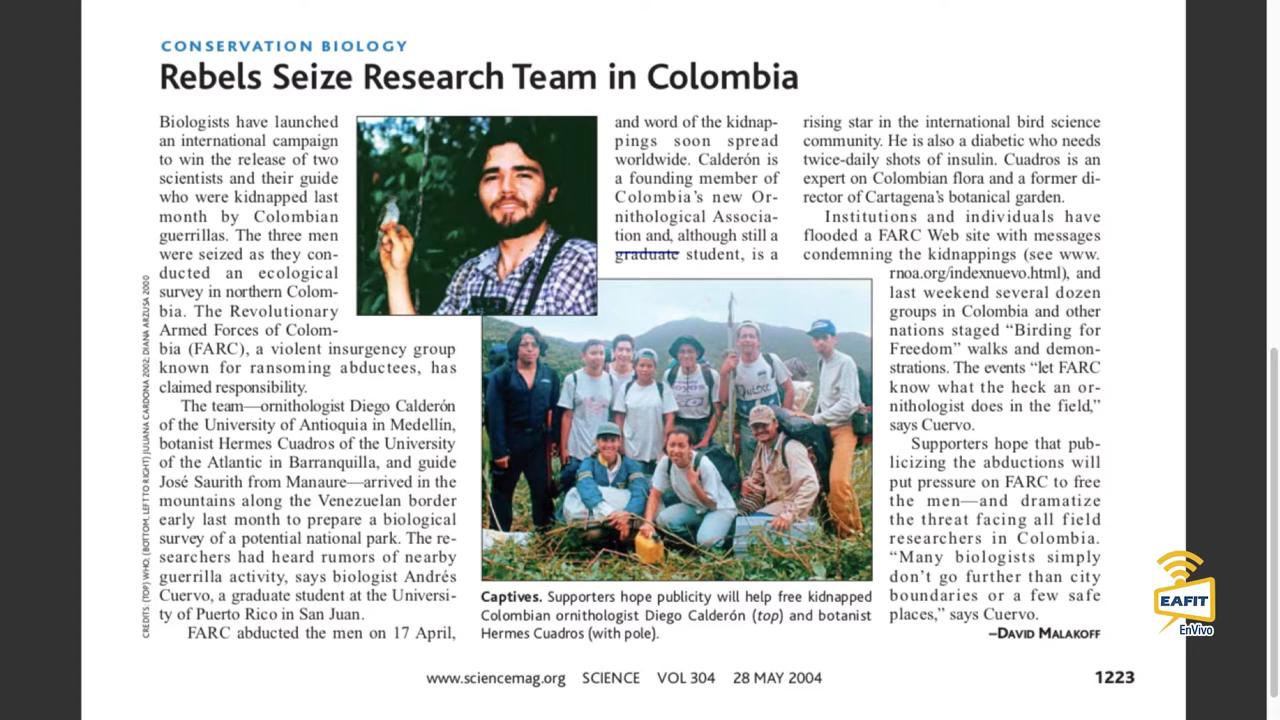 CONSERVATION BIOLOGY
Rebels Seize Research Team in Colombia
Biologists have launched
an international campaign
to win the release of two
scientists and their guide
who were kidnapped last
month by Colombian
guerrillas. The three men
were seized as they con-
ducted an ecological
survey in northern Colom-
bia. The Revolutionary
Armed Forces of Colom-
bia (FARC), a violent insurgency group
known for ransoming abductees, has
claimed responsibility.
The team—ornithologist Diego Calderón
of the University of Antioquia in Medellín,
botanist Hermes Cuadros of the University
of the Atlantic in Barranquilla, and guide
José Saurith from Manaure—arrived in the
mountains along the Venezuelan border
early last month to prepare a biological
survey of a potential national park. The re-
searchers had heard rumors of nearby
guerrilla activity, says biologist Andrés
Cuervo, a graduate student at the Universi-
ty of Puerto Rico in San Juan.
FARC abducted the men on 17 April,
and word of the kidnap-
pings soon spread
worldwide. Calderón is
a founding member of
Colombia's new Or-
nithological Associa-
tion and, although still a
graduate student, is a
rising star in the international bird science
community. He is also a diabetic who needs
twice-daily shots of insulin. Cuadros is an
expert on Colombian flora and a former di-
rector of Cartagena's botanical garden.
Institutions and individuals have
flooded a FARC Web site with messages
condemning the kidnappings (see www.
rnoa.org/indexnuevo.html), and
last weekend several dozen
groups in Colombia and other
nations staged “Birding for
Freedom” walks and demon-
strations. The events “let FARC
know what the heck an or-
nithologist does in the field,”
says Cuervo.
Supporters hope that pub-
licizing the abductions will
put pressure on FARC to free
the men—and dramatize
the threat facing all field
researchers in Colombia.
“Many biologists simply
don't go further than city
boundaries or a few safe
places,” says Cuervo.
–DAVID MALAKOFF
Captives. Supporters hope publicity will help free kidnapped
Colombian ornithologist Diego Calderón (top) and botanist
Hermes Cuadros (with pole).
CREDITS: (TOP) WHO; (BOTTOM, LEFT TO RIGHT) JULIANA CARDONA 2002; DIANA ARZUSA 2000
www.sciencemag.org SCIENCE VOL 304 28 MAY 2004
1223
EAFIT
EnVivo